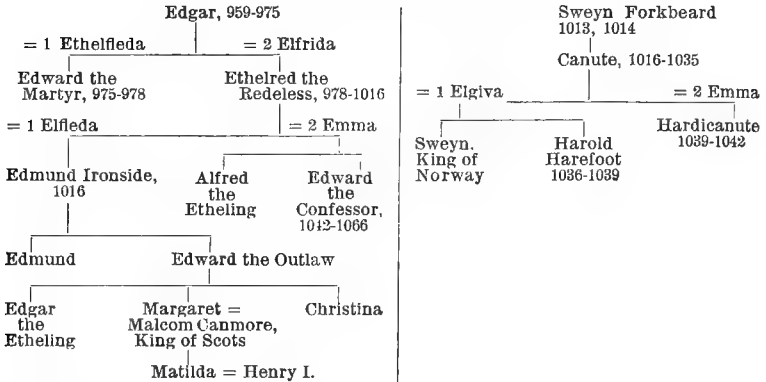 Edgar, 959-975
= 1 Ethelfleda = 2 Elfrida
Edward the Ethelred the
Martyr, 975-978 Redeless, 978-1016
= 1 Elfleda = 2 Emma
Edmund Ironside, Alfred Edward
1016 the the
Etheling Confessor,
1042-1066
Edmund Edward the Outlaw
Edgar Margaret = Christina
the Malcom Canmore,
Etheling King of Scots
Matilda = Henry I.
Sweyn Forkbeard
1013, 1014
Canute, 1016-1035
= 1 Elgiva = 2 Emma
Hardicanute
1039-1042
Sweyn. Harold
King of Harefoot
Norway 1036-1039